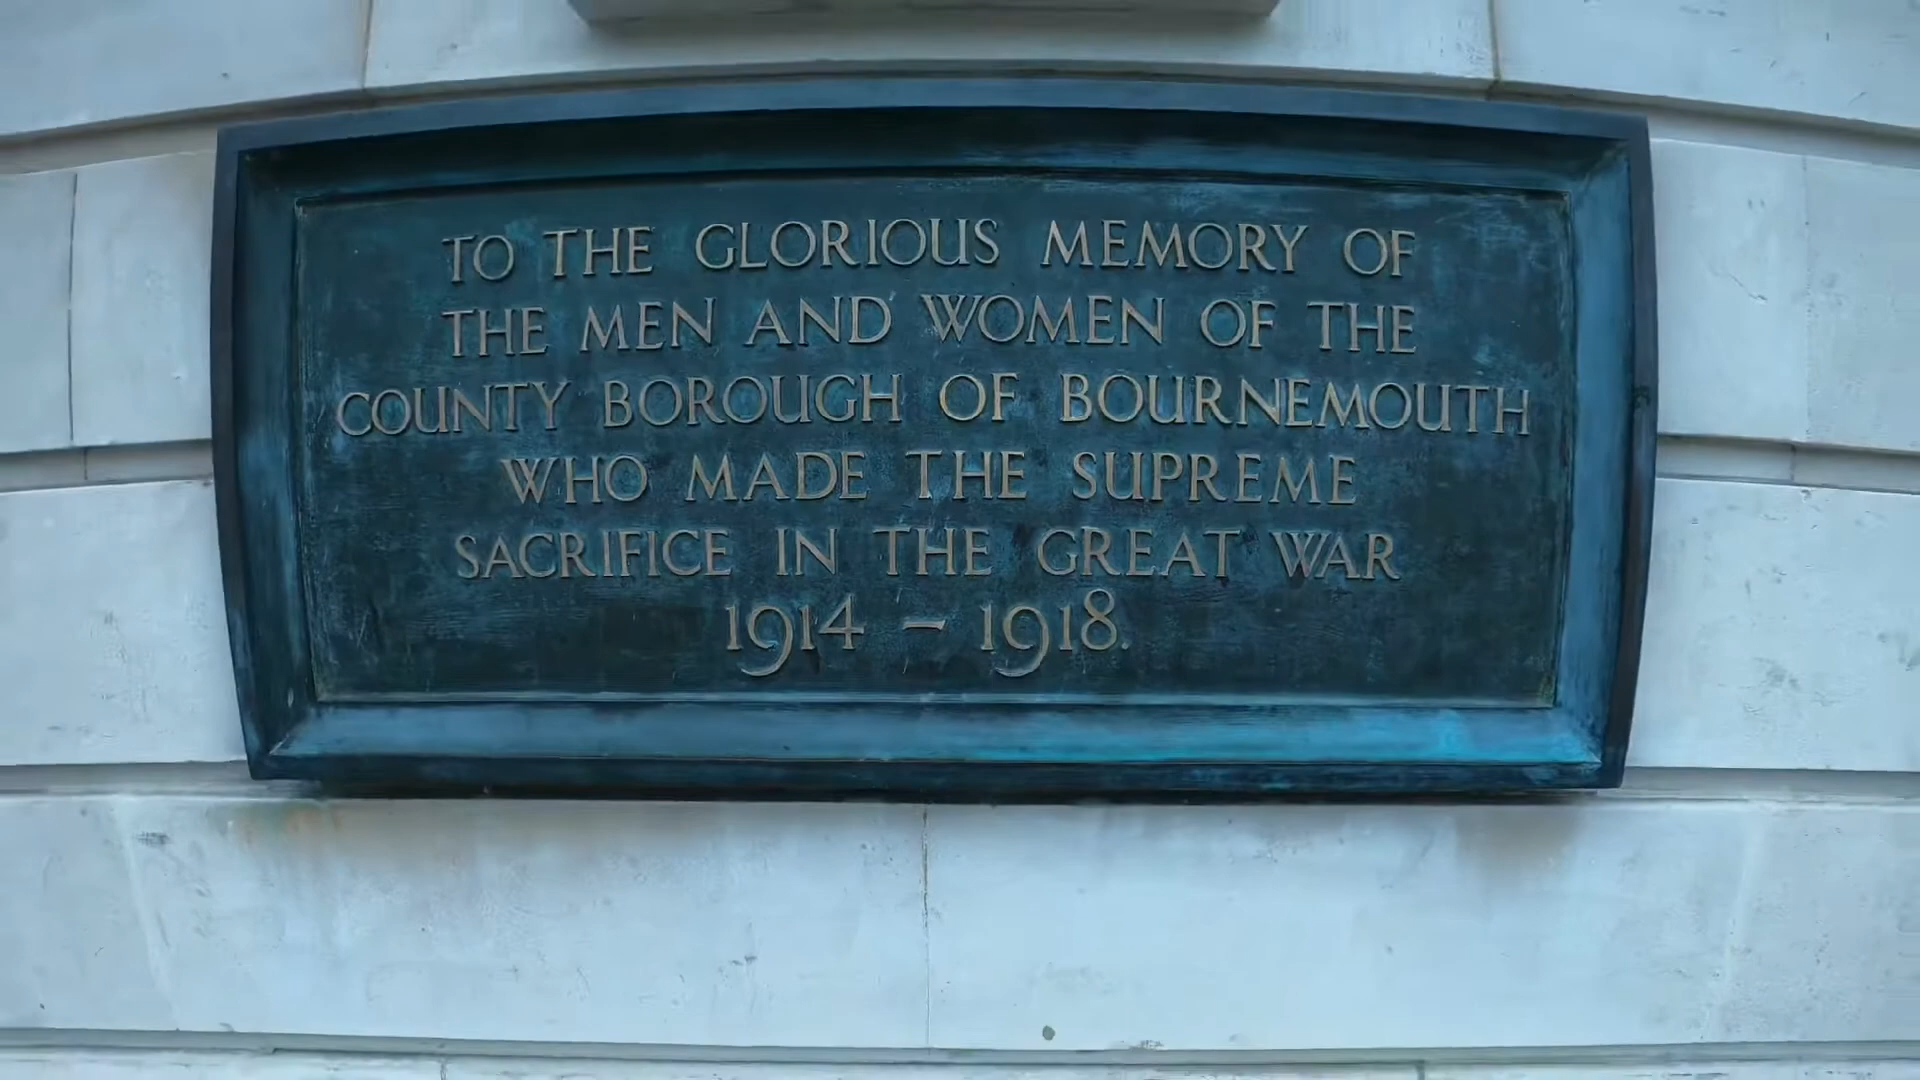 TO THE GLORIOUS MEMORY OF
THE MEN AND WOMEN OF THE
COUNTY BOROUGH OF BOURNEMOUTH
WHO MADE THE SUPREME
SACRIFICE IN THE GREAT WAR
1914 – 1918.